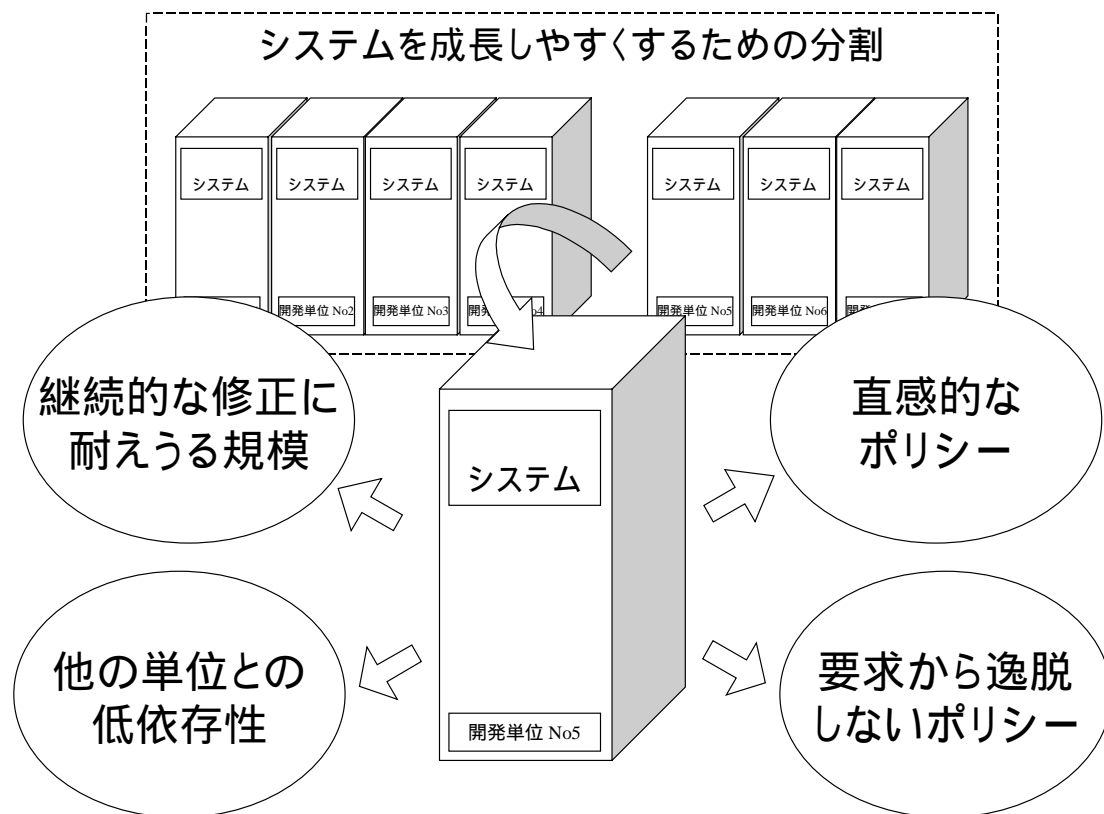 システムを成長しやすくするための分割
システム
システム
システム
システム
システム
システム
システム
開発単位 No2
開発単位 No3
No4
開発単位 No5
開発単位 No6
継続的な修正に
耐えうる規模
直感的な
ポリシー
システム
他の単位との
低依存性
要求から逸脱
しないポリシー
開発単位 No5